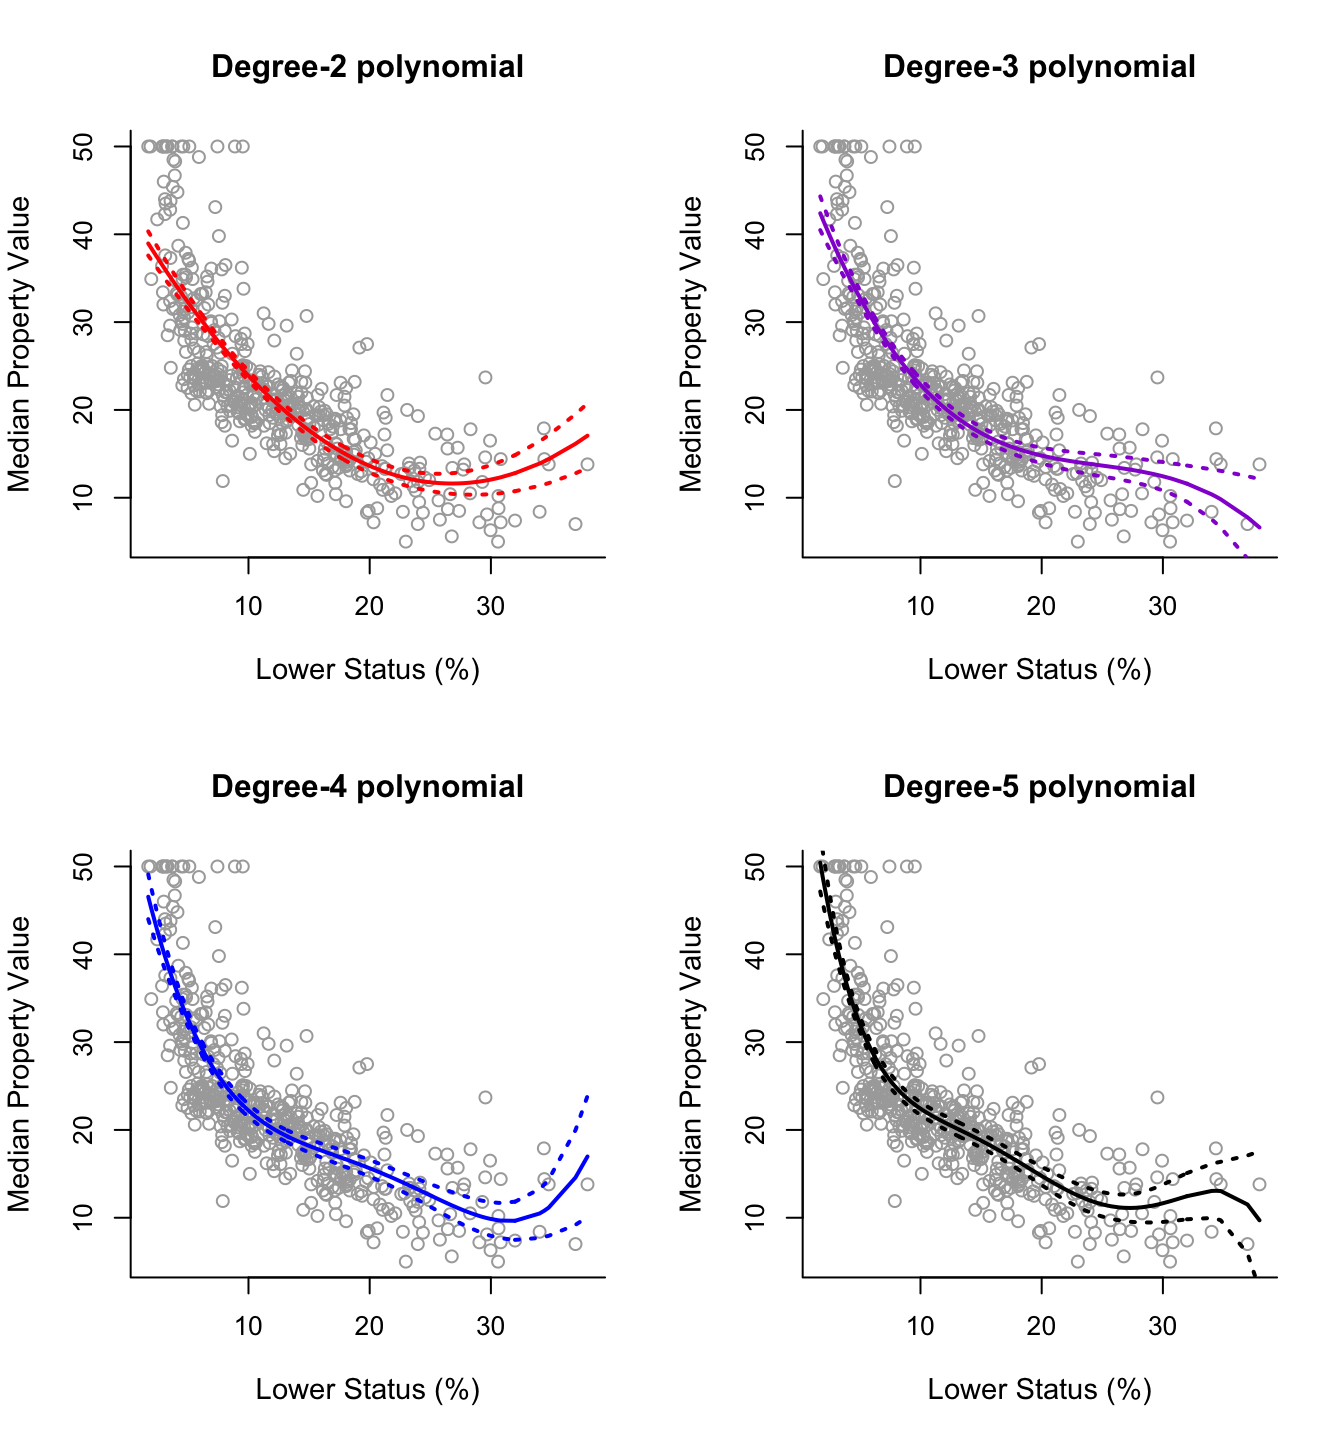 Degree-2 polynomial
Median Property Value
50
40
30
20
10
10 20 30
Lower Status (%)
Degree-3 polynomial
Median Property Value
50
40
30
20
10
10 20 30
Lower Status (%)
Degree-4 polynomial
Median Property Value
50
40
30
20
10
10 20 30
Lower Status (%)
Degree-5 polynomial
Median Property Value
50
40
30
20
10
10 20 30
Lower Status (%)